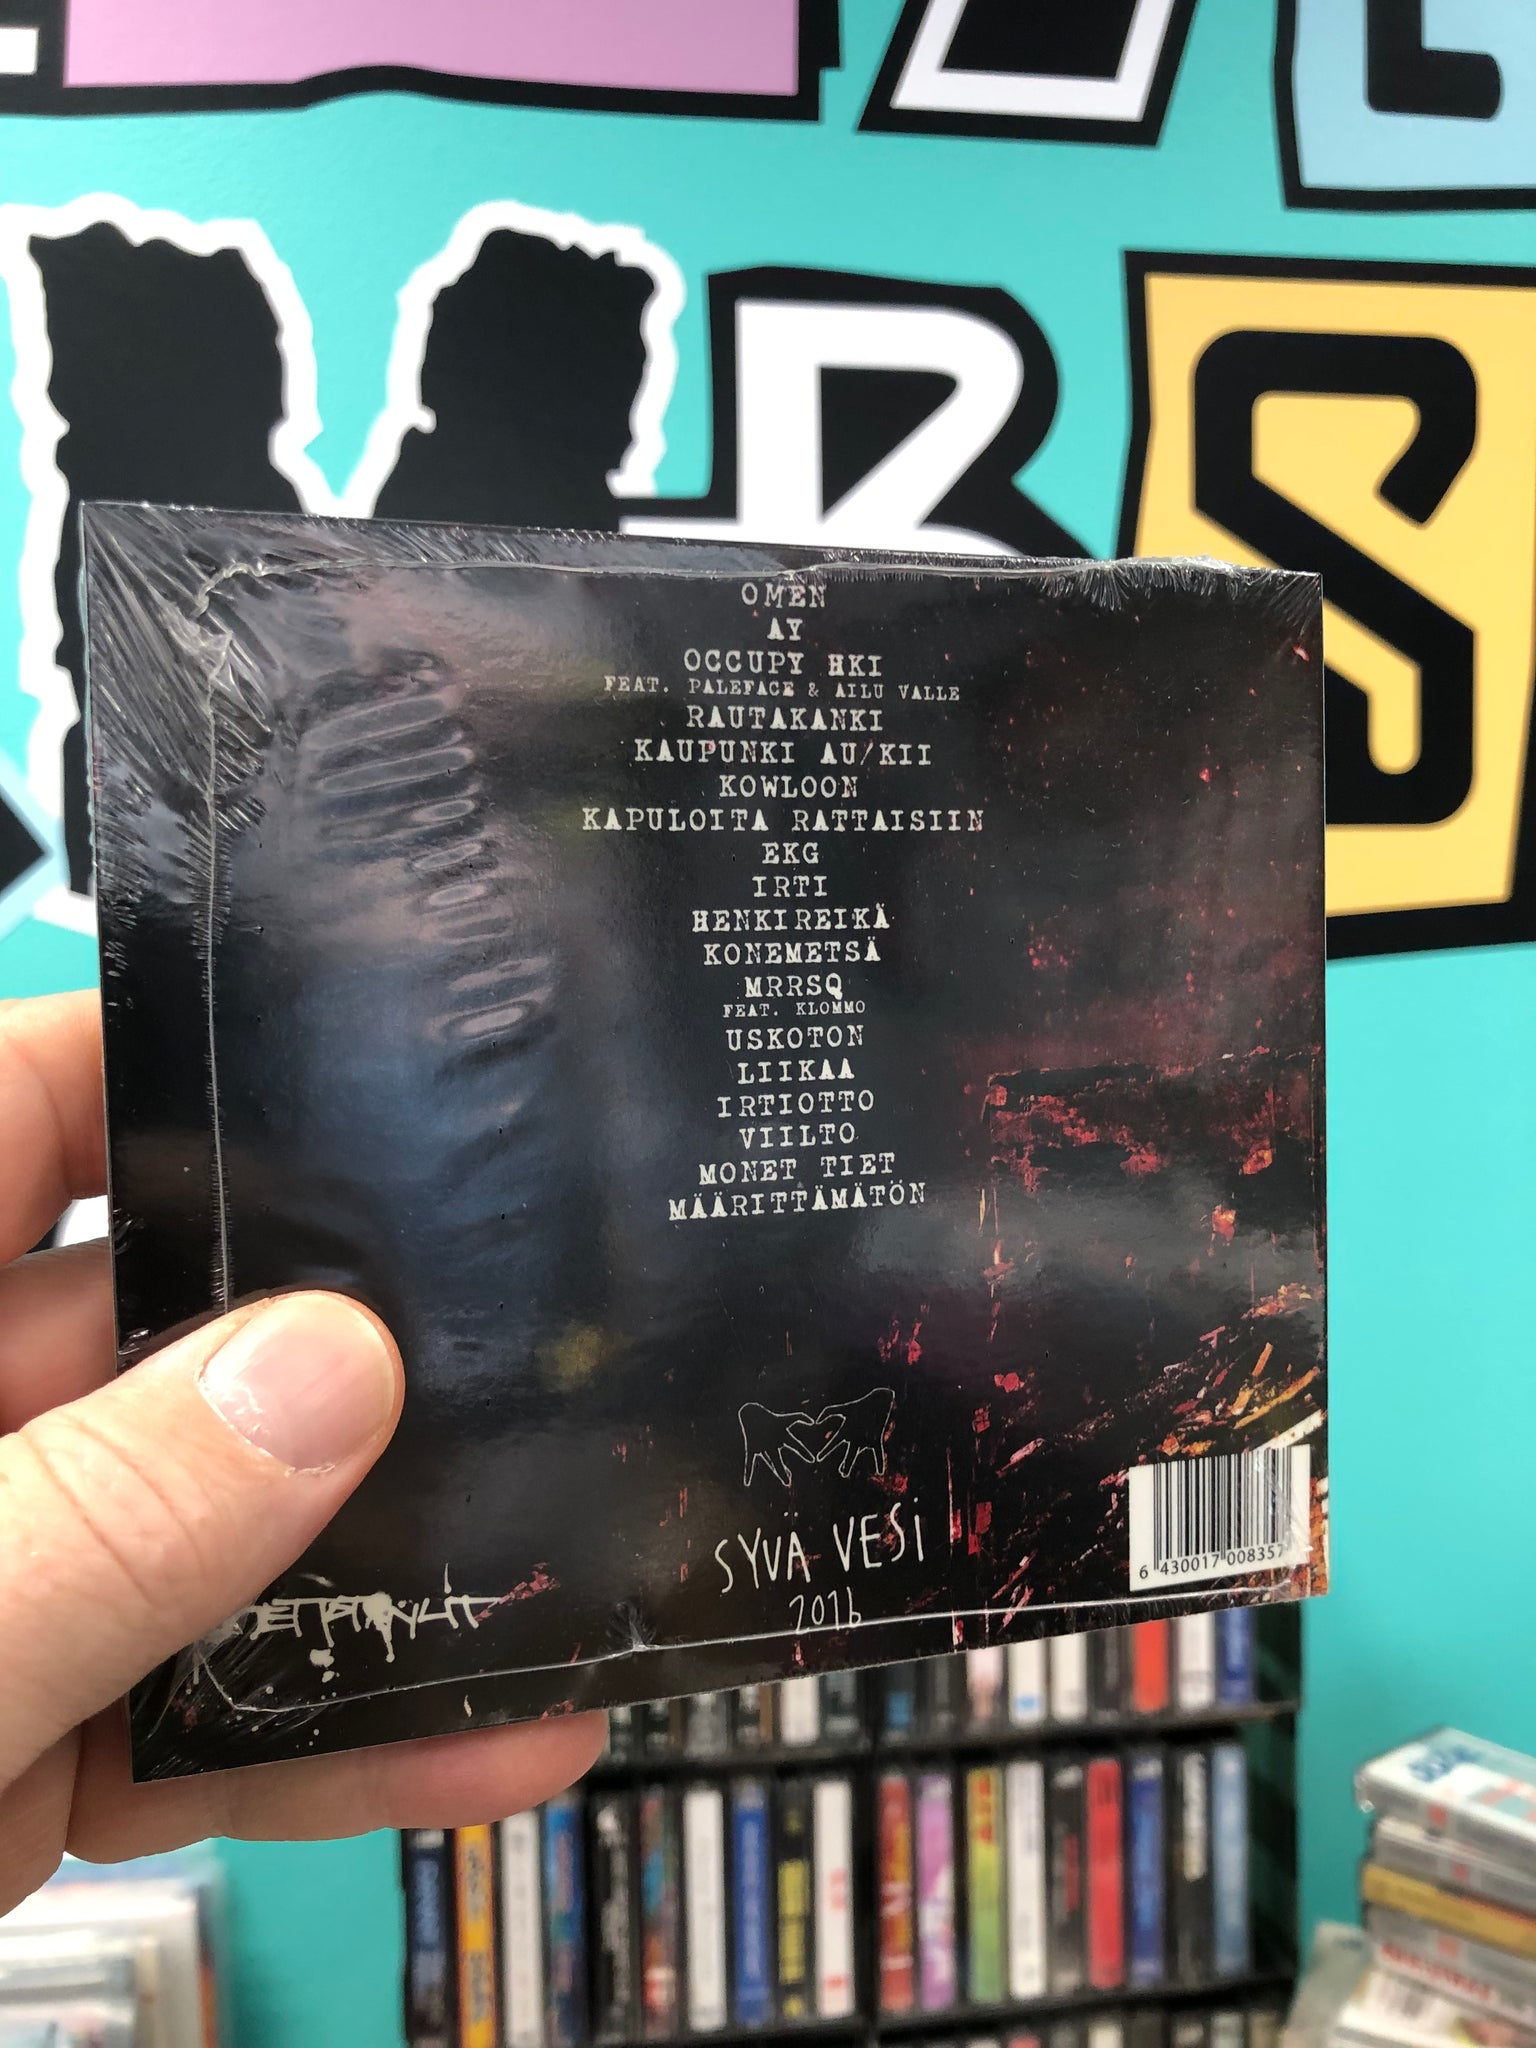 OMEN
AY
OCCUPY HKI
FEAT. PALEFACE & AILU VALLE
RAUTAKANKI
KAUPUNKI AU/KII
KOWLOON
KAPULOITA RATTAISIIN
EKG
IRTI
HENKIREIKÄ
KONEMETSÄ
MRRSQ
FEAT. KLOMMO
USKOTON
LIIKAA
IRTIOTTO
VIILTO
MONET TIET
MÄÄRITTÄMÄTÖN
SYVÄ VESI
2016
6 430017 008357